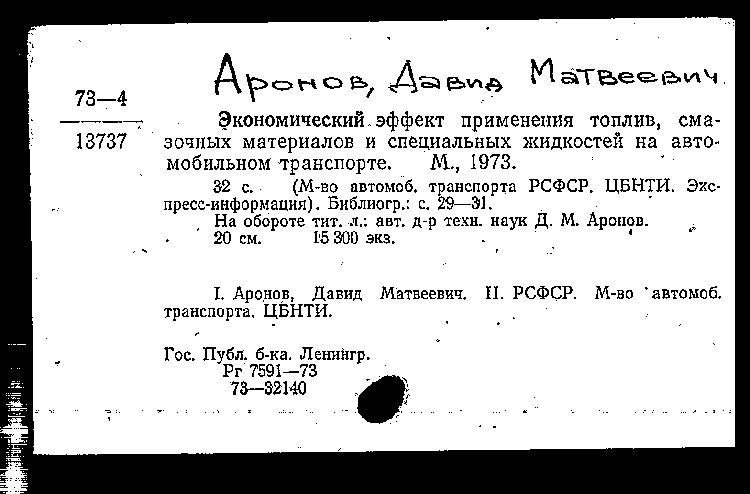 Аронов, Давид Матвеевич
73—4
13737
Экономический эффект применения топлив, сма-
зочных материалов и специальных жидкостей на авто-
мобильном транспорте. М., 1973.
32 с. (М-во автомоб. транспорта РСФСР. ЦБНТИ. Экс-
пресс-информация). Библиогр.: с. 29—31.
На обороте тит. л.: авт. д-р техн. наук Д. М. Аронов.
20 см. 15 300 экз.
I. Аронов, Давид Матвеевич. II. РСФСР. М-во автомоб.
транспорта. ЦБНТИ.
Гос. Публ. б-ка. Ленингр.
Рг 7591—73
73—32140